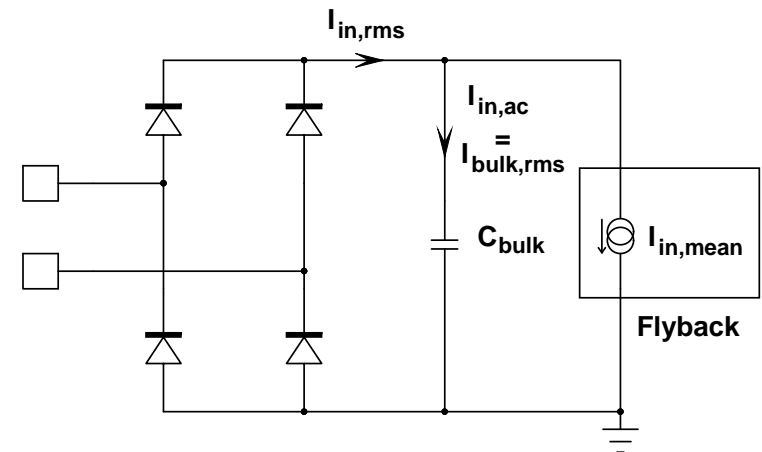 I_in,rms
I_in,ac
=
I_bulk,rms
C_bulk
I_in,mean
Flyback